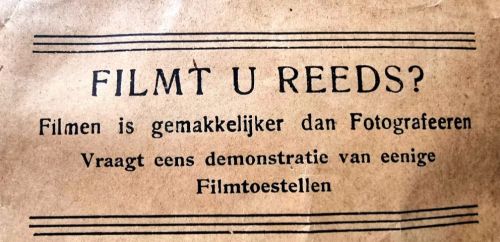 FILMT U REEDS?
Filmen is gemakkelijker dan Fotografeeren
Vraagt eens demonstratie van eenige
Filmtoestellen